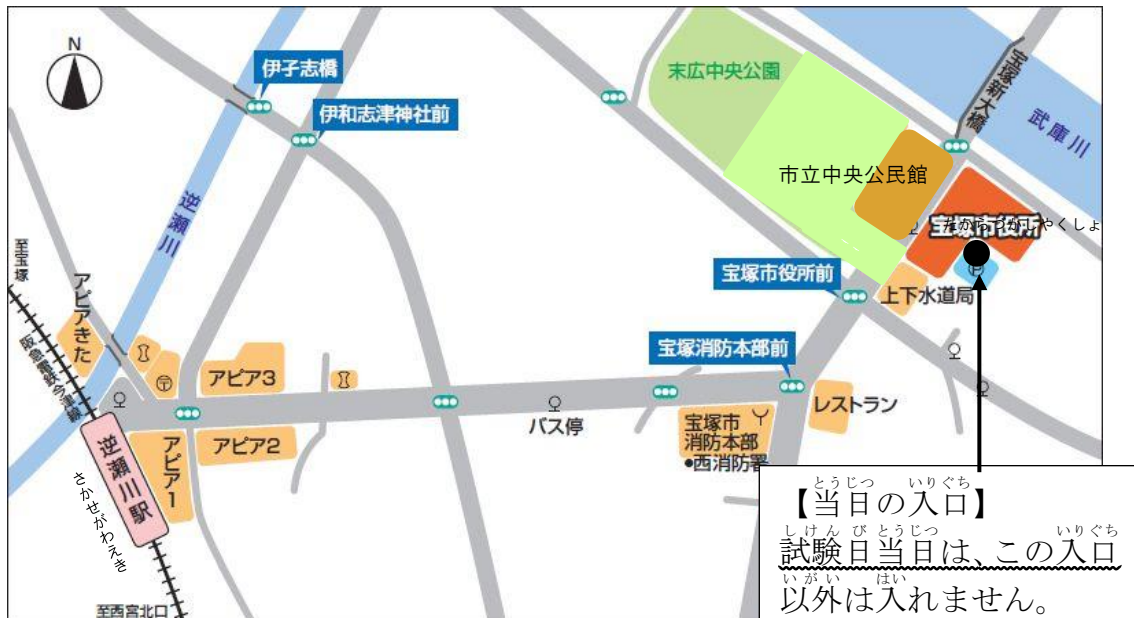 N
伊子志橋
伊和志津神社前
末広中央公園
宝塚新大橋
武庫川
市立中央公民館
逆瀬川
たからづかしやくしょ
宝塚市役所
至宝塚
アピアきた
宝塚市役所前
上下水道局
阪急電鉄今津線
宝塚消防本部前
アピア3
レストラン
バス停
アピア2
アピア1
宝塚市
消防本部
●西消防署
逆瀬川駅
さかせがわえき
至西宮北口
とうじつ いりぐち
【当日の入口】
しけんび とうじつ いりぐち
試験日当日は、この入口
いがい はい
以外は入れません。